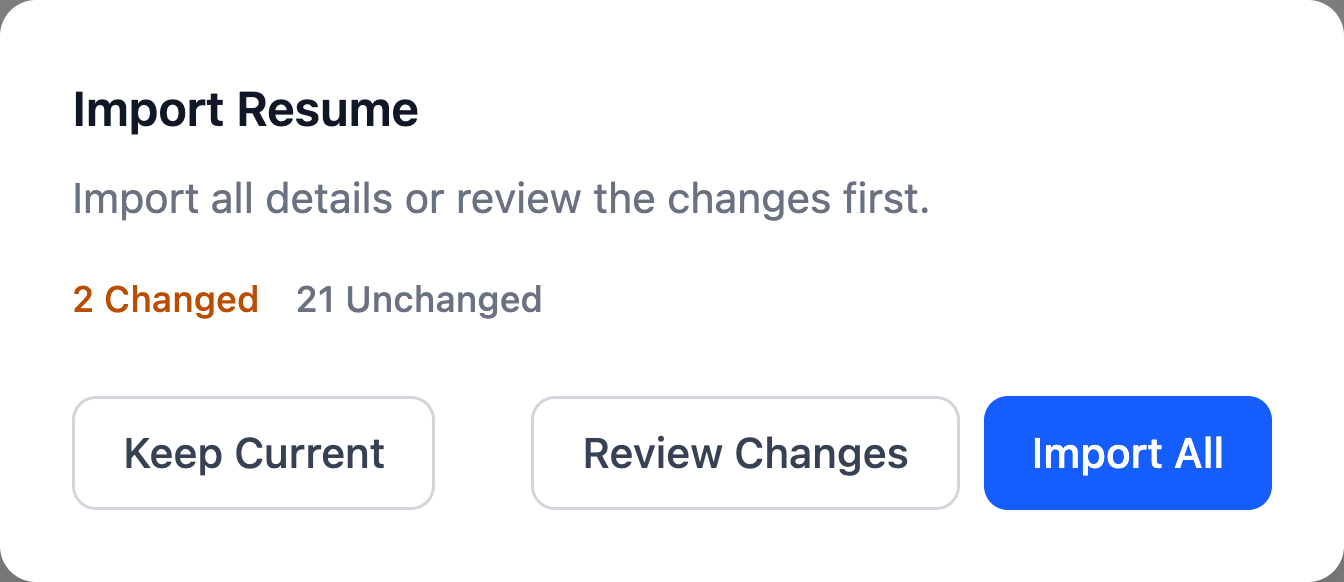 Import Resume
Import all details or review the changes first.
2 Changed 21 Unchanged
Keep Current Review Changes Import All